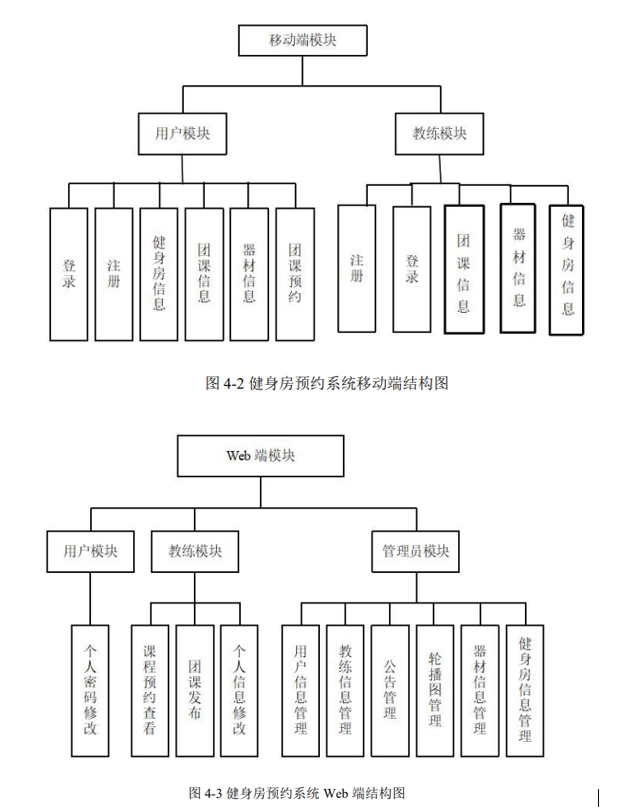 移动端模块
用户模块
教练模块
登录
注册
健身房信息
团课信息
器材信息
团课预约
注册
登录
团课信息
器材信息
健身房信息
图 4-2 健身房预约系统移动端结构图
Web 端模块
用户模块
教练模块
管理员模块
个人密码修改
课程预约查看
团课发布
个人信息修改
用户信息管理
教练信息管理
公告管理
轮播图管理
器材信息管理
健身房信息管理
图 4-3 健身房预约系统 Web 端结构图